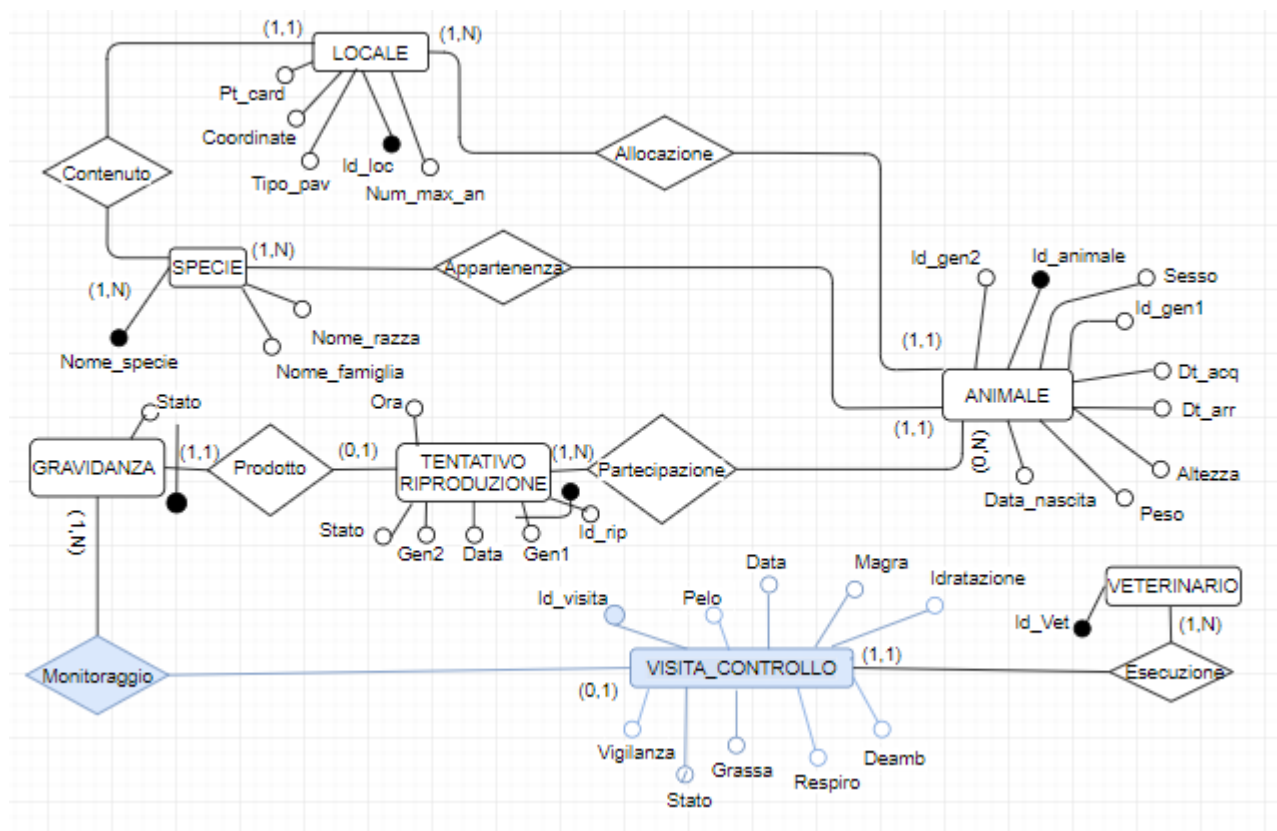 (1,1)
(1,N)
LOCALE
Pt_card
Coordinate
Tipo_pav
Id_loc
Num_max_an
Allocazione
Contenuto
SPECIE
(1,N)
Appartenenza
(1,N)
Nome_specie
Nome_razza
Nome_famiglia
Id_gen2
Id_animale
Sesso
Id_gen1
(1,1)
ANIMALE
Dt_acq
Dt_arr
(1,1)
(0,N)
Altezza
Data_nascita
Peso
Stato
GRAVIDANZA
(1,1)
Prodotto
(0,1)
Ora
TENTATIVO
RIPRODUZIONE
(1,N)
Partecipazione
Stato
Gen2
Data
Gen1
Id_rip
(1,N)
Monitoraggio
Id_visita
Pelo
Data
Magra
Idratazione
VISITA_CONTROLLO
(1,1)
(0,1)
Vigilanza
Stato
Grassa
Respiro
Deamb
VETERINARIO
Id_Vet
(1,N)
Esecuzione